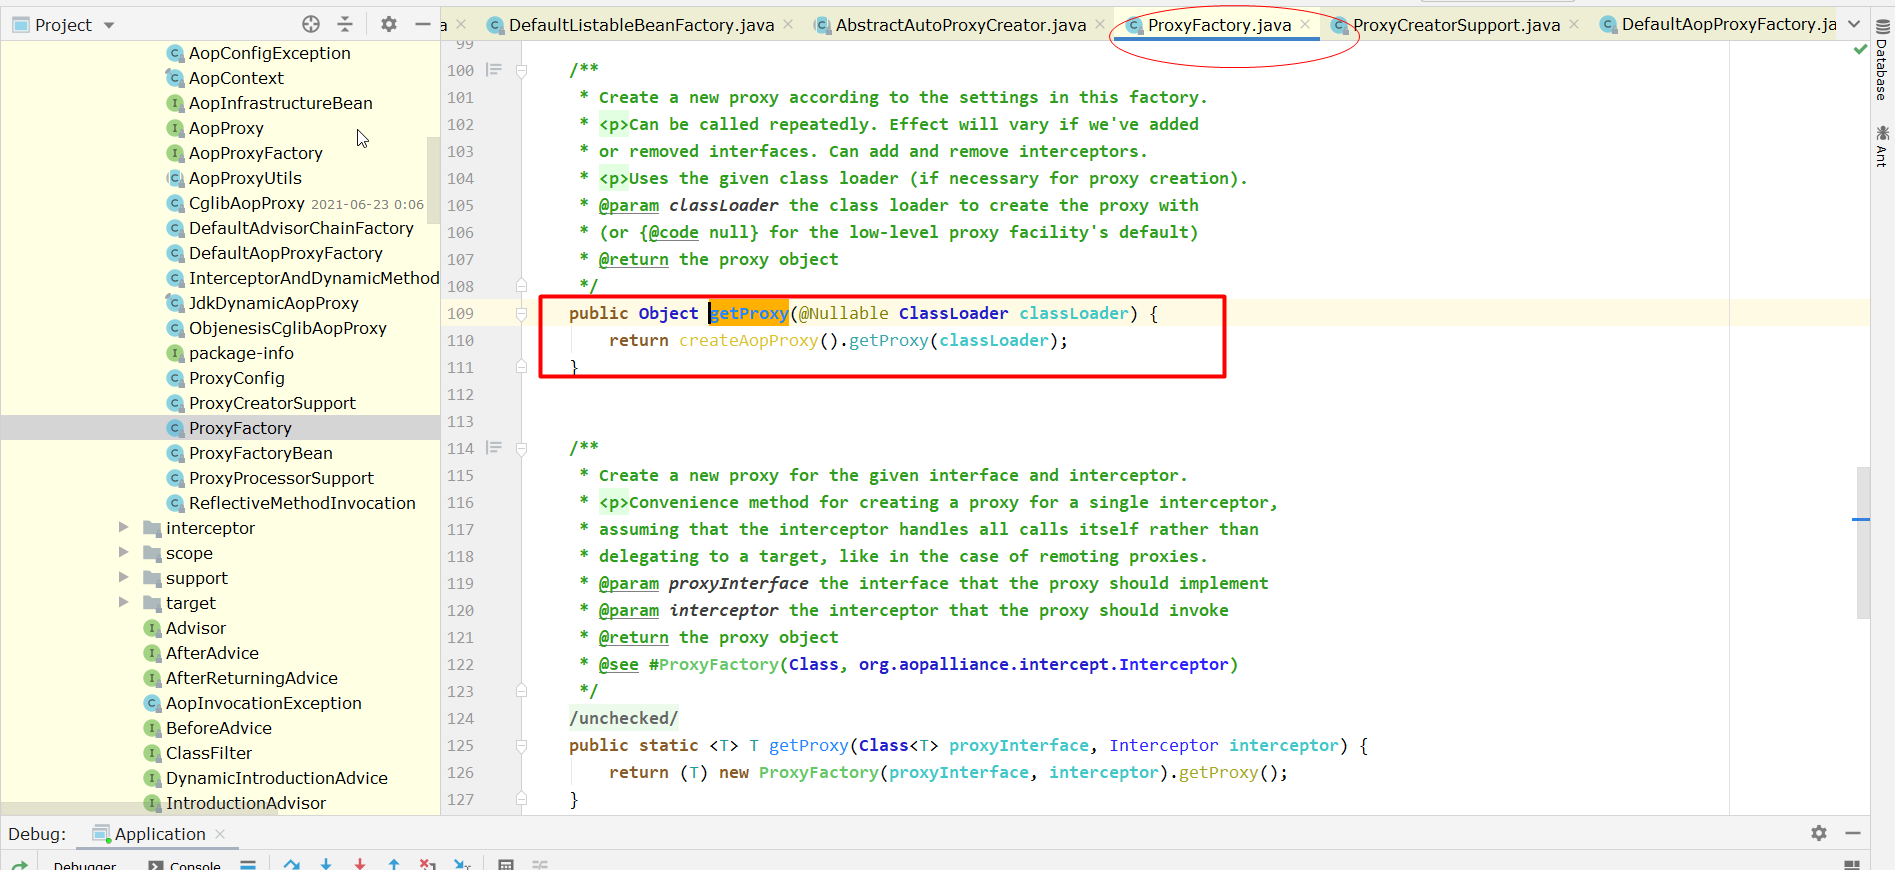 Project
a
DefaultListableBeanFactory.java
AbstractAutoProxyCreator.java
ProxyFactory.java
ProxyCreatorSupport.java
DefaultAopProxyFactory.ja
AopConfigException
AopContext
AopInfrastructureBean
AopProxy
AopProxyFactory
AopProxyUtils
CglibAopProxy 2021-06-23 0:06
DefaultAdvisorChainFactory
DefaultAopProxyFactory
InterceptorAndDynamicMethod
JdkDynamicAopProxy
ObjenesisCglibAopProxy
package-info
ProxyConfig
ProxyCreatorSupport
ProxyFactory
ProxyFactoryBean
ProxyProcessorSupport
ReflectiveMethodInvocation
interceptor
scope
support
target
Advisor
AfterAdvice
AfterReturningAdvice
AopInvocationException
BeforeAdvice
ClassFilter
DynamicIntroductionAdvice
IntroductionAdvisor
99
100 /**
101 * Create a new proxy according to the settings in this factory.
102 * <p>Can be called repeatedly. Effect will vary if we've added
103 * or removed interfaces. Can add and remove interceptors.
104 * <p>Uses the given class loader (if necessary for proxy creation).
105 * @param classLoader the class loader to create the proxy with
106 * (or {@code null} for the low-level proxy facility's default)
107 * @return the proxy object
108 */
109 public Object getProxy(@Nullable ClassLoader classLoader) {
110 return createAopProxy().getProxy(classLoader);
111 }
112
113
114 /**
115 * Create a new proxy for the given interface and interceptor.
116 * <p>Convenience method for creating a proxy for a single interceptor,
117 * assuming that the interceptor handles all calls itself rather than
118 * delegating to a target, like in the case of remoting proxies.
119 * @param proxyInterface the interface that the proxy should implement
120 * @param interceptor the interceptor that the proxy should invoke
121 * @return the proxy object
122 * @see #ProxyFactory(Class, org.aopalliance.intercept.Interceptor)
123 */
124 /unchecked/
125 public static <T> T getProxy(Class<T> proxyInterface, Interceptor interceptor) {
126 return (T) new ProxyFactory(proxyInterface, interceptor).getProxy();
127 }
Database
Ant
Debug: Application
Debugger Console